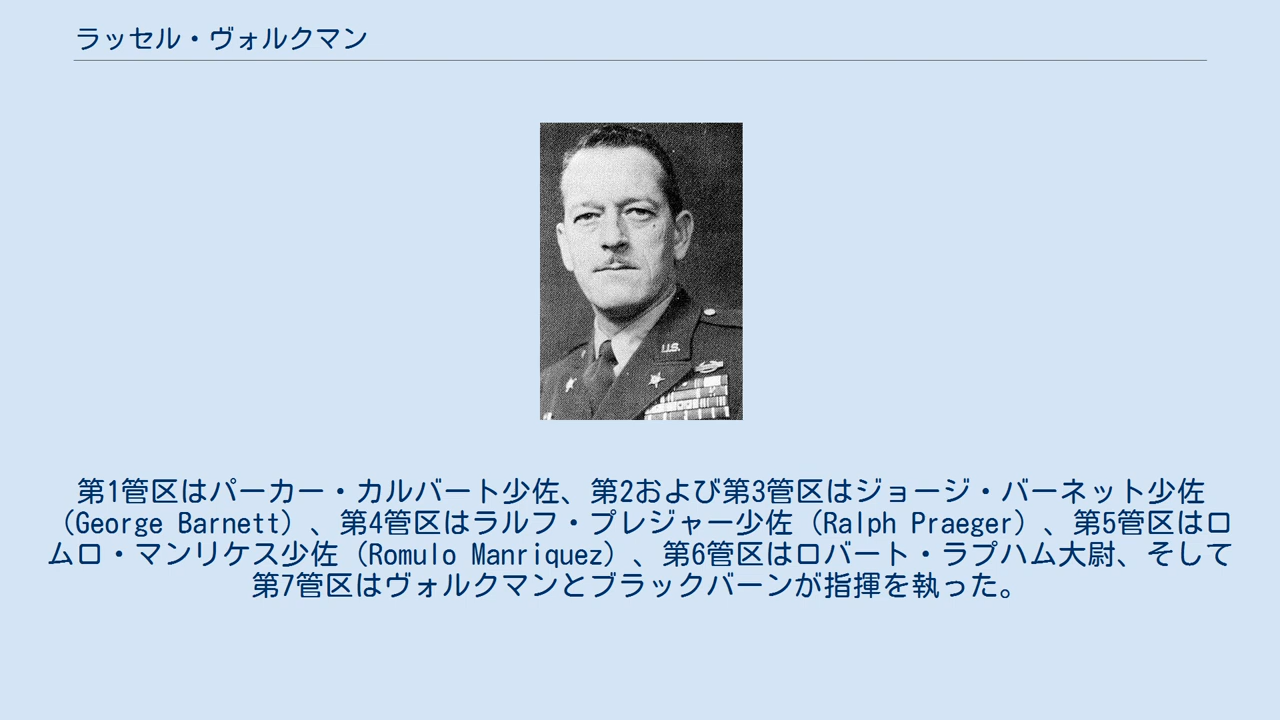 ラッセル・ヴォルクマン
U.S.
第1管区はパーカー・カルバート少佐、第2および第3管区はジョージ・バーネット少佐
（George Barnett）、第4管区はラルフ・プレジャー少佐（Ralph Praeger）、第5管区はロ
ムロ・マンリケス少佐（Romulo Manriquez）、第6管区はロバート・ラプハム大尉、そして
第7管区はヴォルクマンとブラックバーンが指揮を執った。